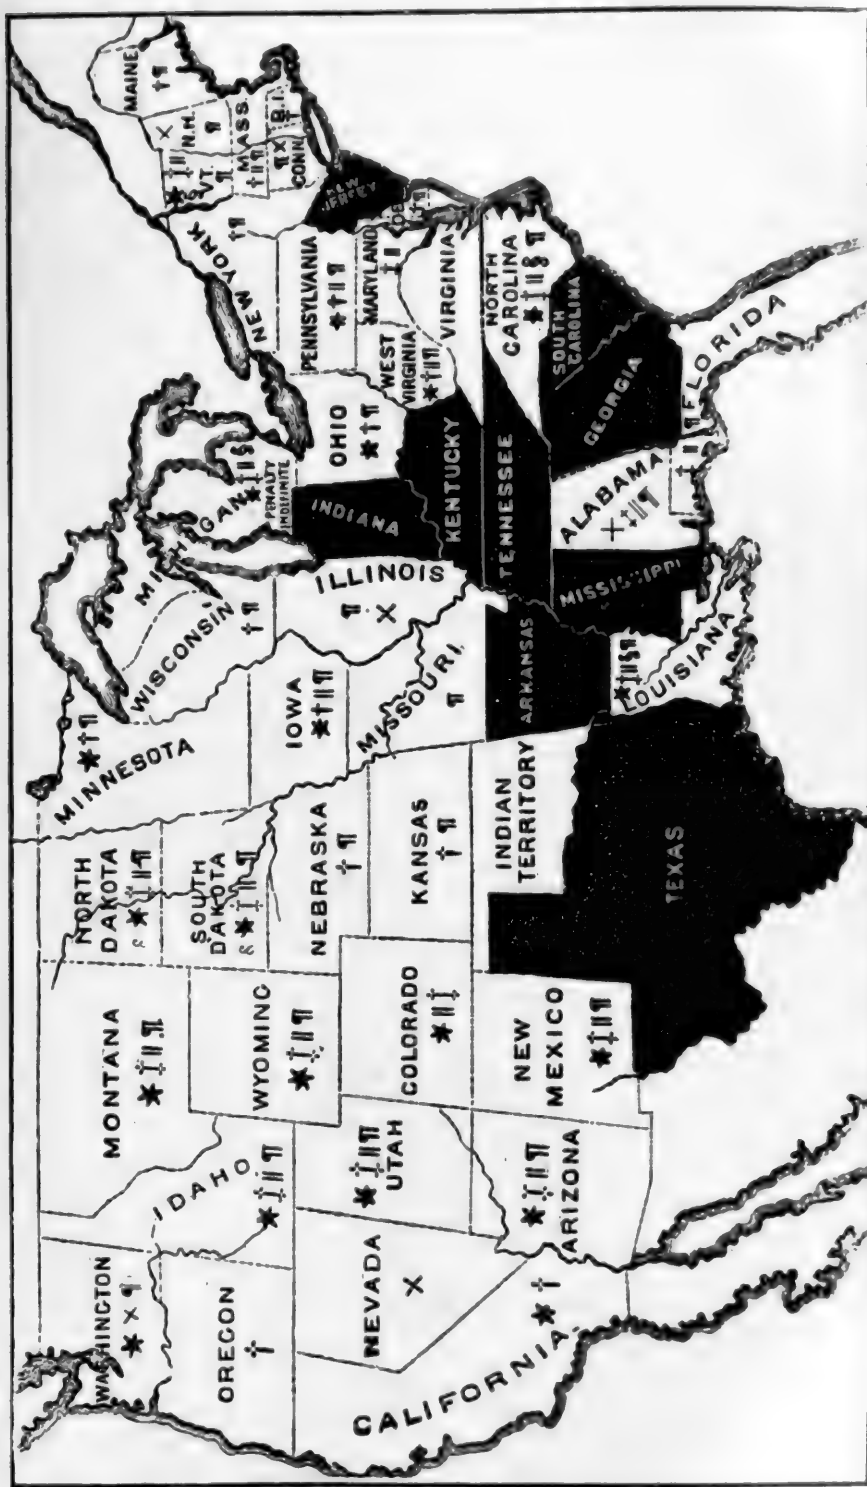 WASHINGTON
* × ¶
OREGON
†
CALIFORNIA.
* †
NEVADA
×
IDAHO
*‡||¶
MONTANA
*‡||¶
WYOMING
*‡||¶
*‡||¶
UTAH
COLORADO
*||‡
*‡||¶
ARIZONA
NEW
MEXICO
*‡||¶
NORTH
DAKOTA
*‡||¶
SOUTH
DAKOTA
*‡||¶
NEBRASKA
† ¶
KANSAS
† ¶
INDIAN
TERRITORY
TEXAS
*†¶
MINNESOTA
IOWA
*†||¶
MISSOURI.
¶
ARKANSAS
*‡||§¶
LOUISIANA
WISCONSIN
†¶
MICHIGAN
*‡||§
PENALTY
INDEFINITE
ILLINOIS
¶ ×
INDIANA
OHIO
*†¶
KENTUCKY
TENNESSEE
MISSISSIPPI
ALABAMA
×‡||¶
GEORGIA
SOUTH
CAROLINA
FLORIDA
NORTH
CAROLINA
*‡||§¶
VIRGINIA
WEST
VIRGINIA
*‡||¶
MARYLAND
‡||
PENNSYLVANIA
*†||¶
NEW
JERSEY
NEW YORK
†¶
*‡||
VT.
¶
×
N.H.
¶
MAINE
†¶
MASS.
†||¶
¶×
CONN.
R.I.
†